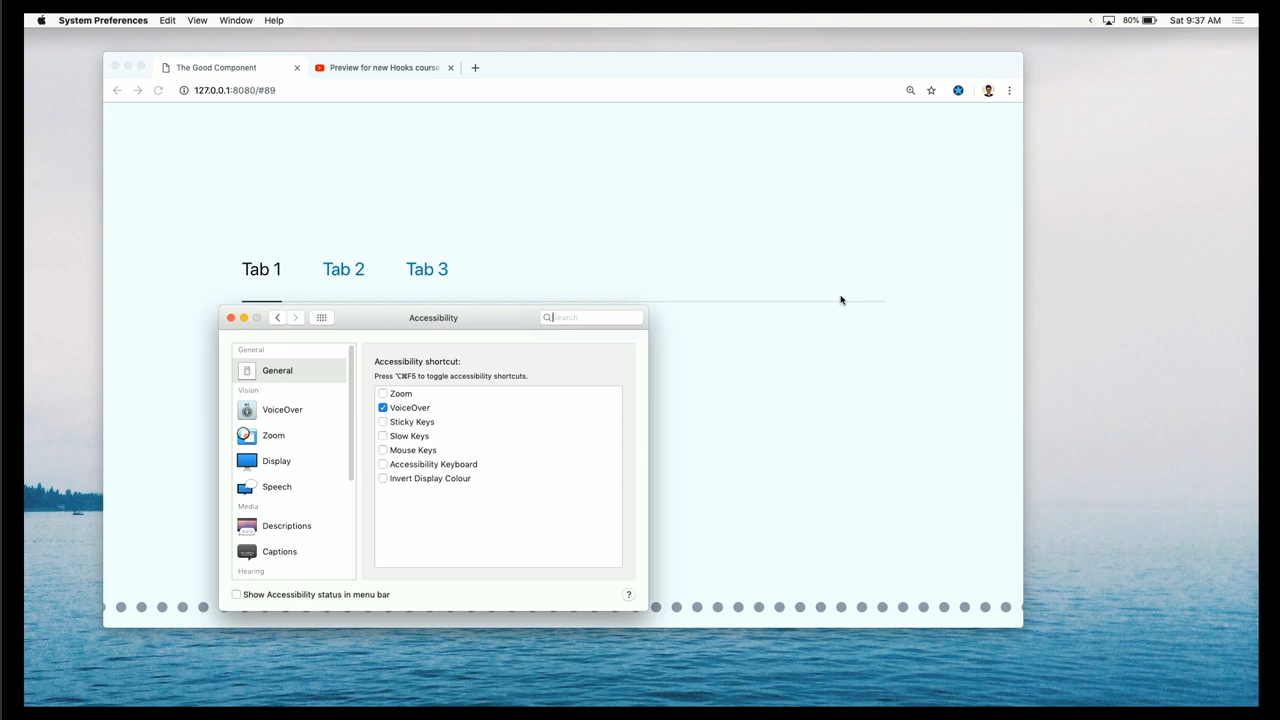 System Preferences Edit View Window Help 80% Sat 9:37 AM
The Good Component Preview for new Hooks course
127.0.0.1:8080/#89
Tab 1 Tab 2 Tab 3
Accessibility Search
General
General
Vision
VoiceOver
Zoom
Display
Speech
Media
Descriptions
Captions
Hearing
Accessibility shortcut:
Press ⌥⌘F5 to toggle accessibility shortcuts.
Zoom
VoiceOver
Sticky Keys
Slow Keys
Mouse Keys
Accessibility Keyboard
Invert Display Colour
Show Accessibility status in menu bar ?